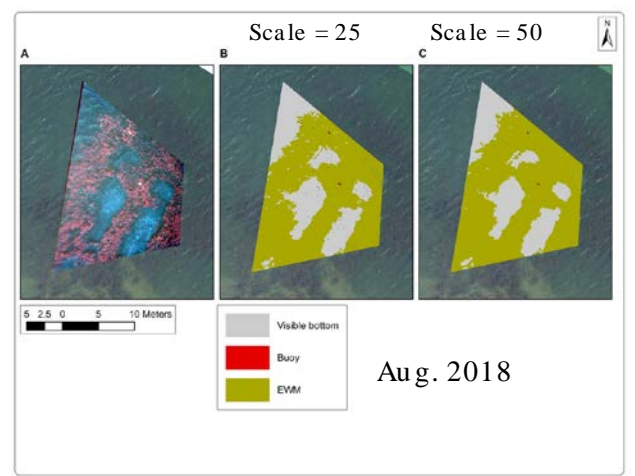 Scale = 25 Scale = 50
N
A B C
5 2.5 0 5 10 Meters
Visible bottom
Buoy
EWM
Aug. 2018